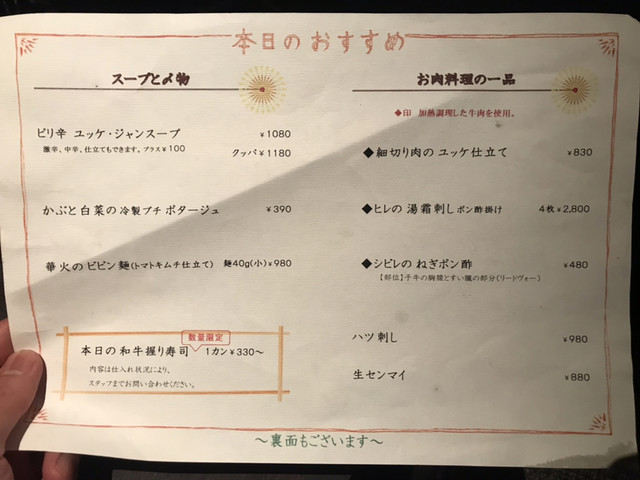 本日のおすすめ
スープと〆物
ピリ辛 ユッケ・ジャンスープ ¥1080
激辛、中辛、仕立てもできます。プラス¥100 クッパ¥1180
かぶと白菜の冷製プチ ポタージュ ¥390
華火のビビン麺(トマトキムチ仕立て) 麺40g(小)¥980
数量限定
本日の和牛握り寿司 1カン¥330~
内容は仕入れ状況により、
スタッフまでお問い合わせください。
お肉料理の一品
◆印 加熱調理した牛肉を使用。
◆細切り肉の ユッケ仕立て ¥830
◆ヒレの 湯霜刺し ポン酢掛け 4枚¥2,800
◆シビレの ねぎポン酢 ¥480
【部位】子牛の胸腺とすい臓の部分(リードヴォー)
ハツ刺し ¥980
生センマイ ¥880
~裏面もございます~